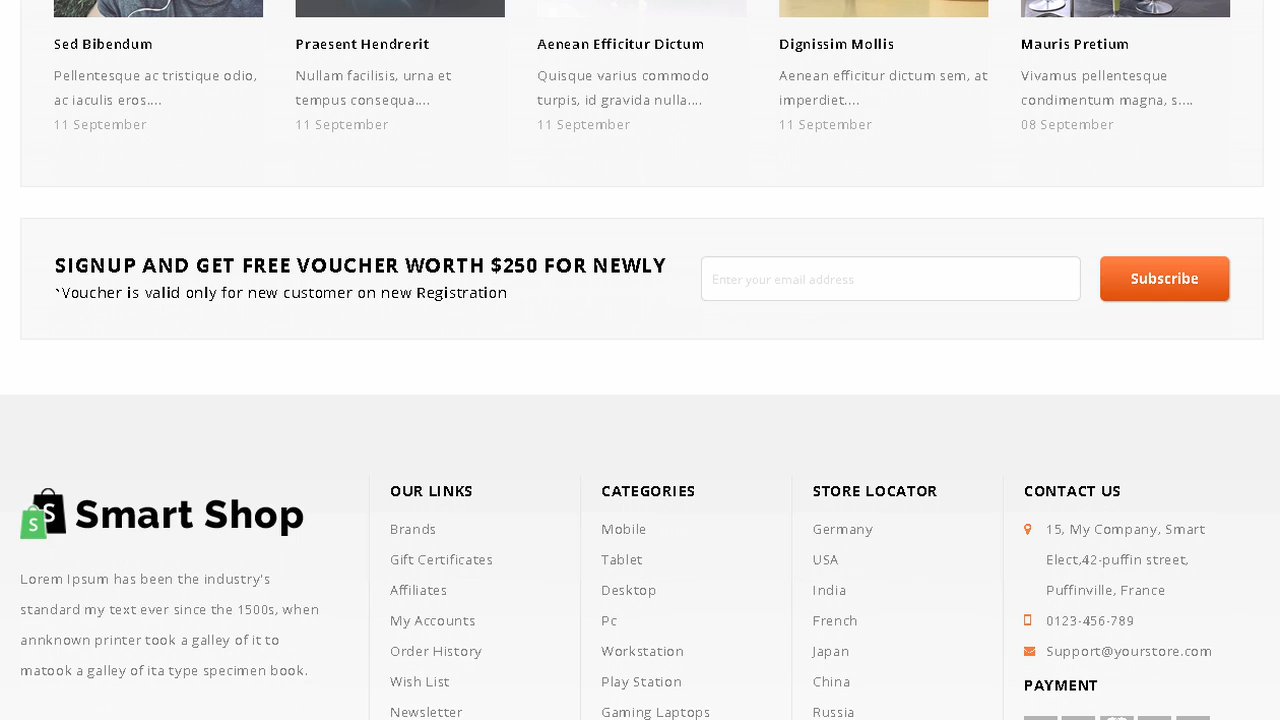 Sed Bibendum
Pellentesque ac tristique odio,
ac iaculis eros....
11 September
Praesent Hendrerit
Nullam facilisis, urna et
tempus consequa....
11 September
Aenean Efficitur Dictum
Quisque varius commodo
turpis, id gravida nulla....
11 September
Dignissim Mollis
Aenean efficitur dictum sem, at
imperdiet....
11 September
Mauris Pretium
Vivamus pellentesque
condimentum magna, s....
08 September
SIGNUP AND GET FREE VOUCHER WORTH $250 FOR NEWLY
`Voucher is valid only for new customer on new Registration
Enter your email address
Subscribe
S S Smart Shop
Lorem Ipsum has been the industry's
standard my text ever since the 1500s, when
annknown printer took a galley of it to
matook a galley of ita type specimen book.
OUR LINKS
Brands
Gift Certificates
Affiliates
My Accounts
Order History
Wish List
Newsletter
CATEGORIES
Mobile
Tablet
Desktop
Pc
Workstation
Play Station
Gaming Laptops
STORE LOCATOR
Germany
USA
India
French
Japan
China
Russia
CONTACT US
15, My Company, Smart
Elect,42-puffin street,
Puffinville, France
0123-456-789
Support@yourstore.com
PAYMENT